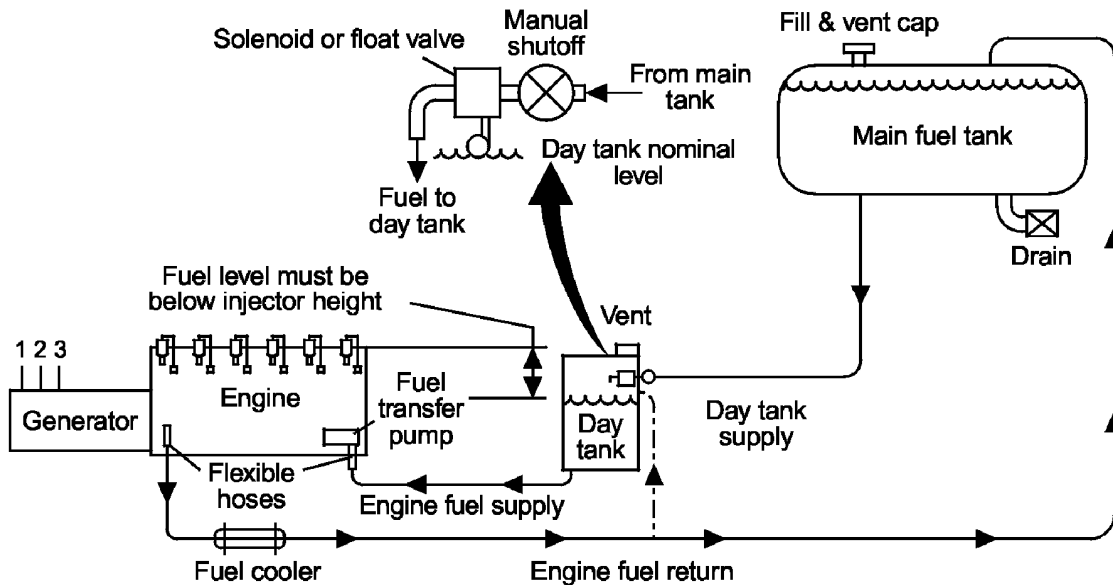 Fill & vent cap
Manual
shutoff
Solenoid or float valve
From main
tank
Main fuel tank
Day tank nominal
level
Fuel to
day tank
Drain
Fuel level must be
below injector height
Vent
1 2 3
Engine
Fuel
transfer
pump
Generator
Day
tank
Day tank
supply
Flexible
hoses
Engine fuel supply
Fuel cooler
Engine fuel return